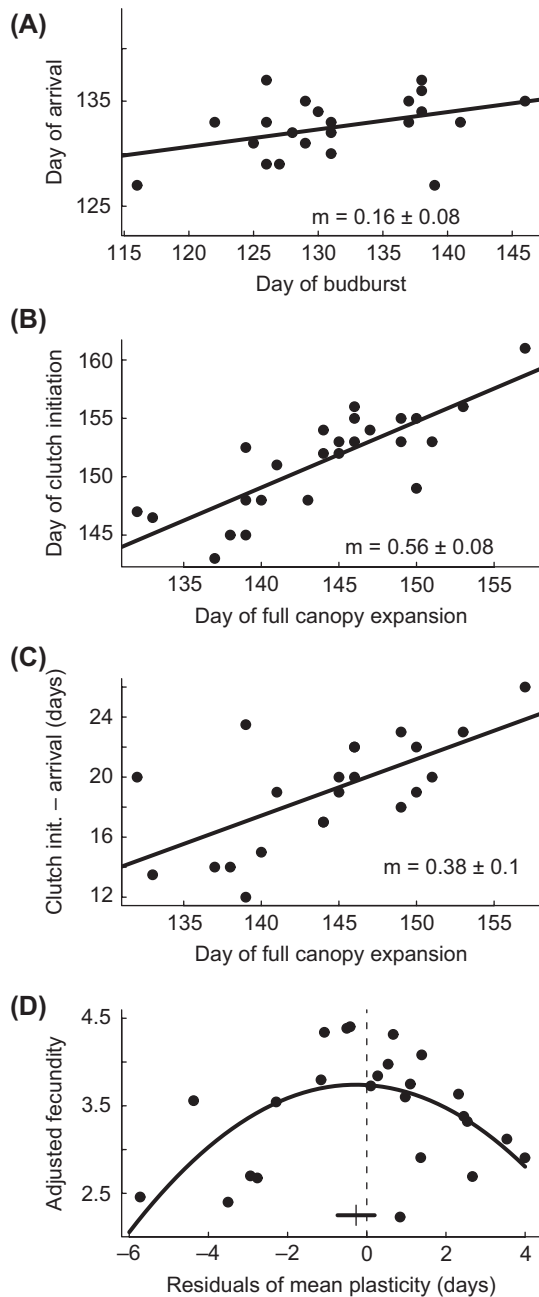 (A)
Day of arrival
135
125
m = 0.16 ± 0.08
115 120 125 130 135 140 145
Day of budburst
(B)
Day of clutch initiation
160
155
150
145
m = 0.56 ± 0.08
135 140 145 150 155
Day of full canopy expansion
(C)
Clutch init. – arrival (days)
24
20
16
12
m = 0.38 ± 0.1
135 140 145 150 155
Day of full canopy expansion
(D)
Adjusted fecundity
4.5
3.5
2.5
–6 –4 –2 0 2 4
Residuals of mean plasticity (days)